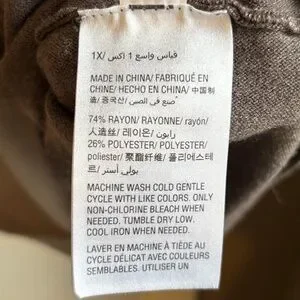 1X/ قياس واسع 1 اكس
MADE IN CHINA/ FABRIQUÉ EN
CHINE/ HECHO EN CHINA/ 中国制
造/ 중국산/ صنع في الصين
74% RAYON/ RAYONNE/ rayón/
人造丝/ 레이온/ رايون
26% POLYESTER/ POLYESTER/
poliester/ 聚酯纤维/ 폴리에스테
르/ بولي أستر
MACHINE WASH COLD GENTLE
CYCLE WITH LIKE COLORS. ONLY
NON-CHLORINE BLEACH WHEN
NEEDED. TUMBLE DRY LOW.
COOL IRON WHEN NEEDED.
LAVER EN MACHINE À TIÈDE AU
CYCLE DÉLICAT AVEC COULEURS
SEMBLABLES. UTILISER UN